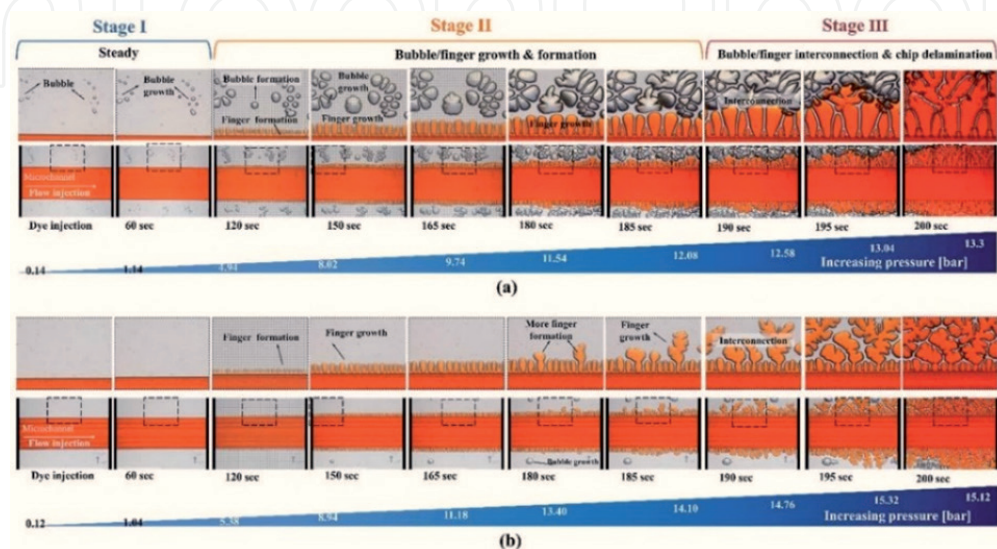 Stage I Stage II Stage III
Steady Bubble/finger growth & formation Bubble/finger interconnection & chip delamination
Bubble
Bubble growth
Bubble formation
Finger formation
Bubble growth
Finger growth
Finger growth
Interconnection
Microchannel
Flow injection
Dye injection 60 sec 120 sec 150 sec 165 sec 180 sec 185 sec 190 sec 195 sec 200 sec
0.14 1.14 4.94 8.02 9.74 11.54 12.08 12.58 13.04 13.3
Increasing pressure [bar]
(a)
Finger formation
Finger growth
More finger formation
Finger growth
Interconnection
Microchannel
Flow injection
Bubble growth
Dye injection 60 sec 120 sec 150 sec 165 sec 180 sec 185 sec 190 sec 195 sec 200 sec
0.12 1.04 5.38 8.94 11.18 13.40 14.10 14.76 15.32 15.12
Increasing pressure [bar]
(b)